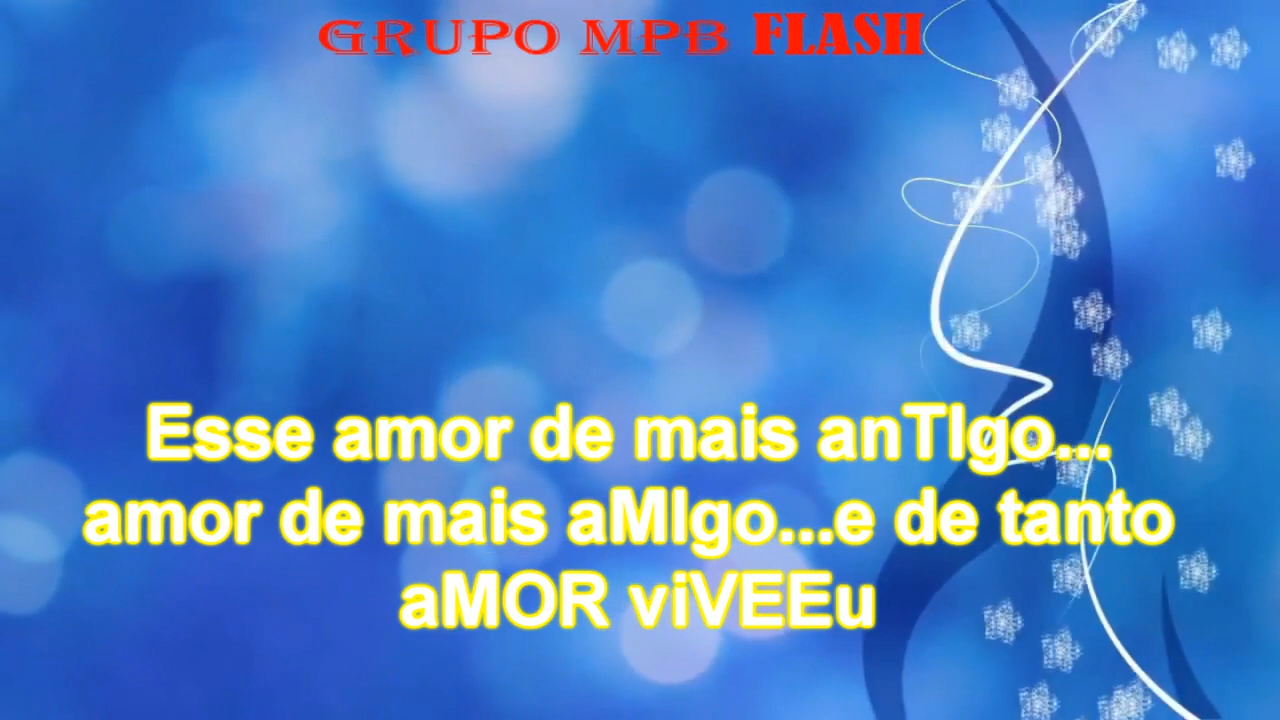 GRUPO MPB FLASH
Esse amor de mais anTIgo...
amor de mais aMIgo...e de tanto
aMOR viVEEu